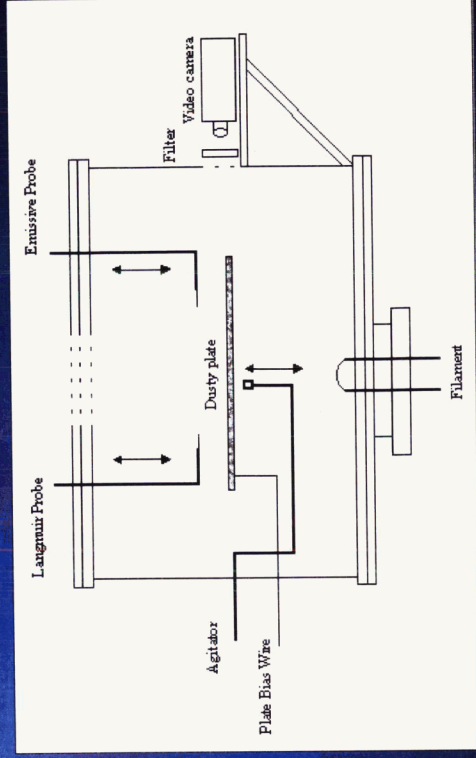 Langmuir Probe
Emissive Probe
Filter
Video camera
Dusty plate
Agitator
Plate Bias Wire
Filament